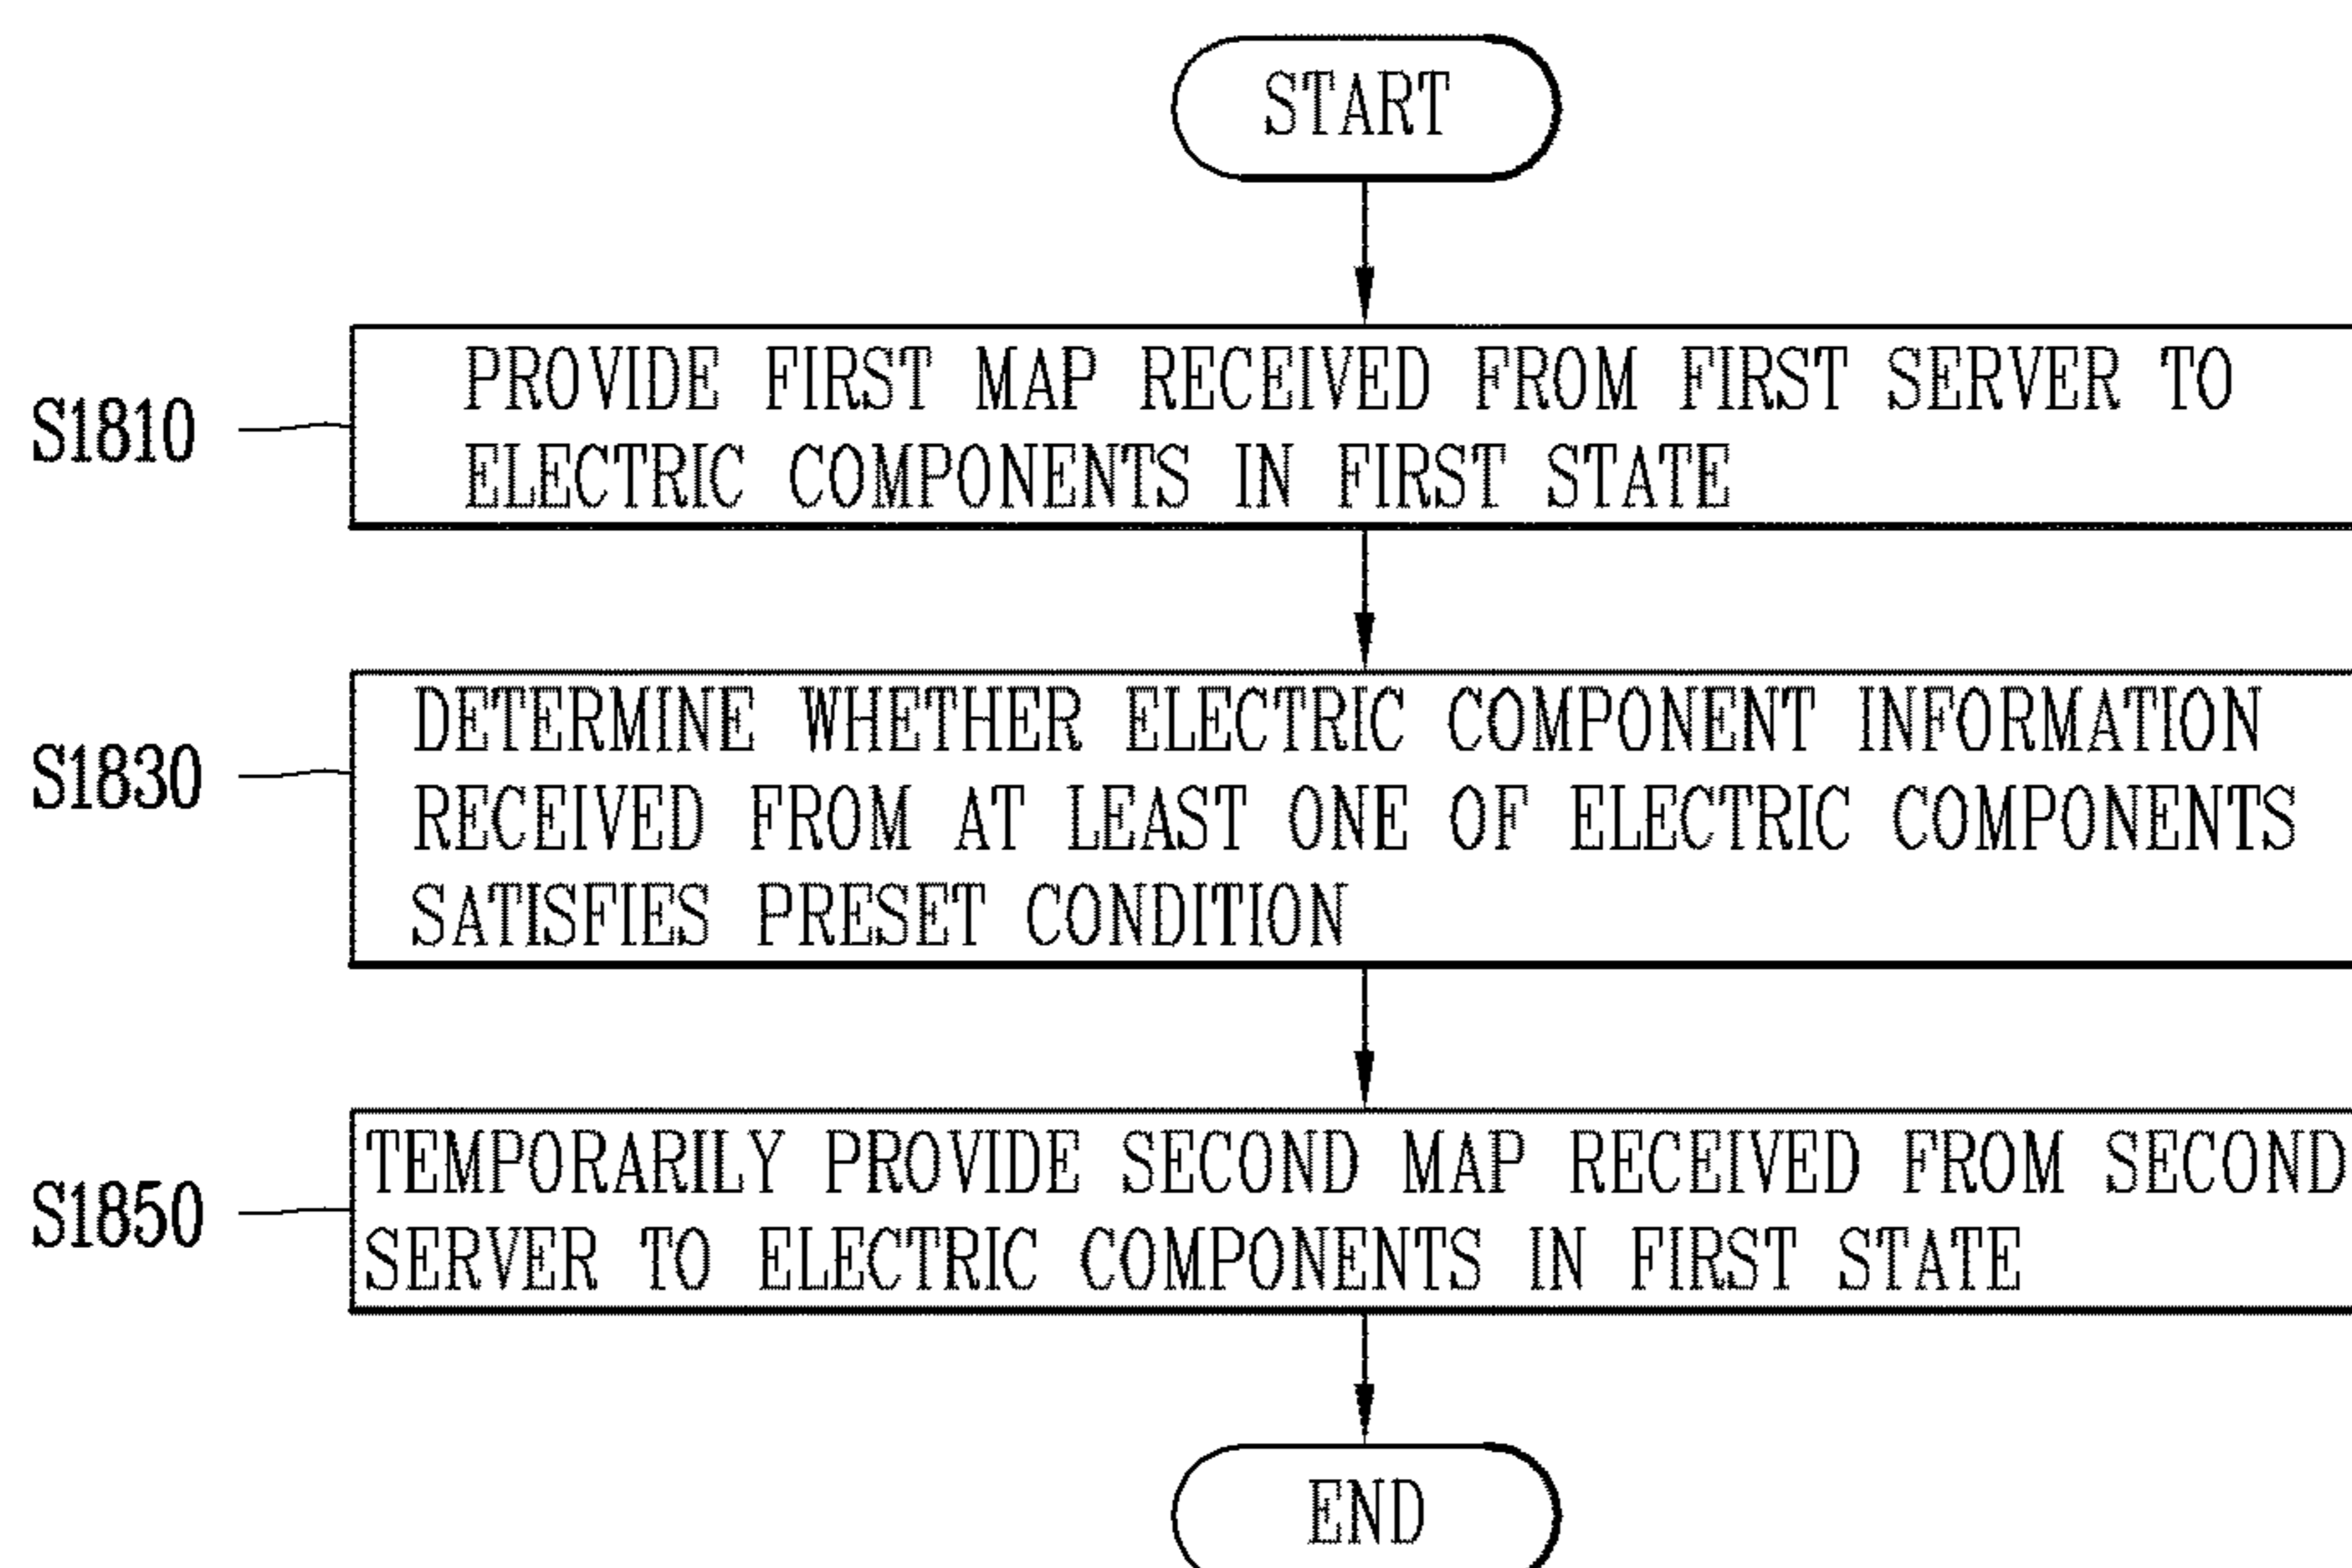 START
S1810
PROVIDE FIRST MAP RECEIVED FROM FIRST SERVER TO
ELECTRIC COMPONENTS IN FIRST STATE
S1830
DETERMINE WHETHER ELECTRIC COMPONENT INFORMATION
RECEIVED FROM AT LEAST ONE OF ELECTRIC COMPONENTS
SATISFIES PRESET CONDITION
S1850
TEMPORARILY PROVIDE SECOND MAP RECEIVED FROM SECOND
SERVER TO ELECTRIC COMPONENTS IN FIRST STATE
END